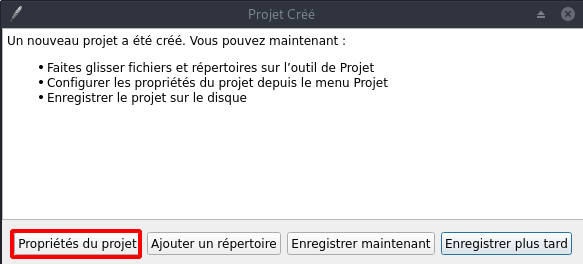 Projet Créé
Un nouveau projet a été créé. Vous pouvez maintenant :
• Faites glisser fichiers et répertoires sur l’outil de Projet
• Configurer les propriétés du projet depuis le menu Projet
• Enregistrer le projet sur le disque
Propriétés du projet Ajouter un répertoire Enregistrer maintenant Enregistrer plus tard